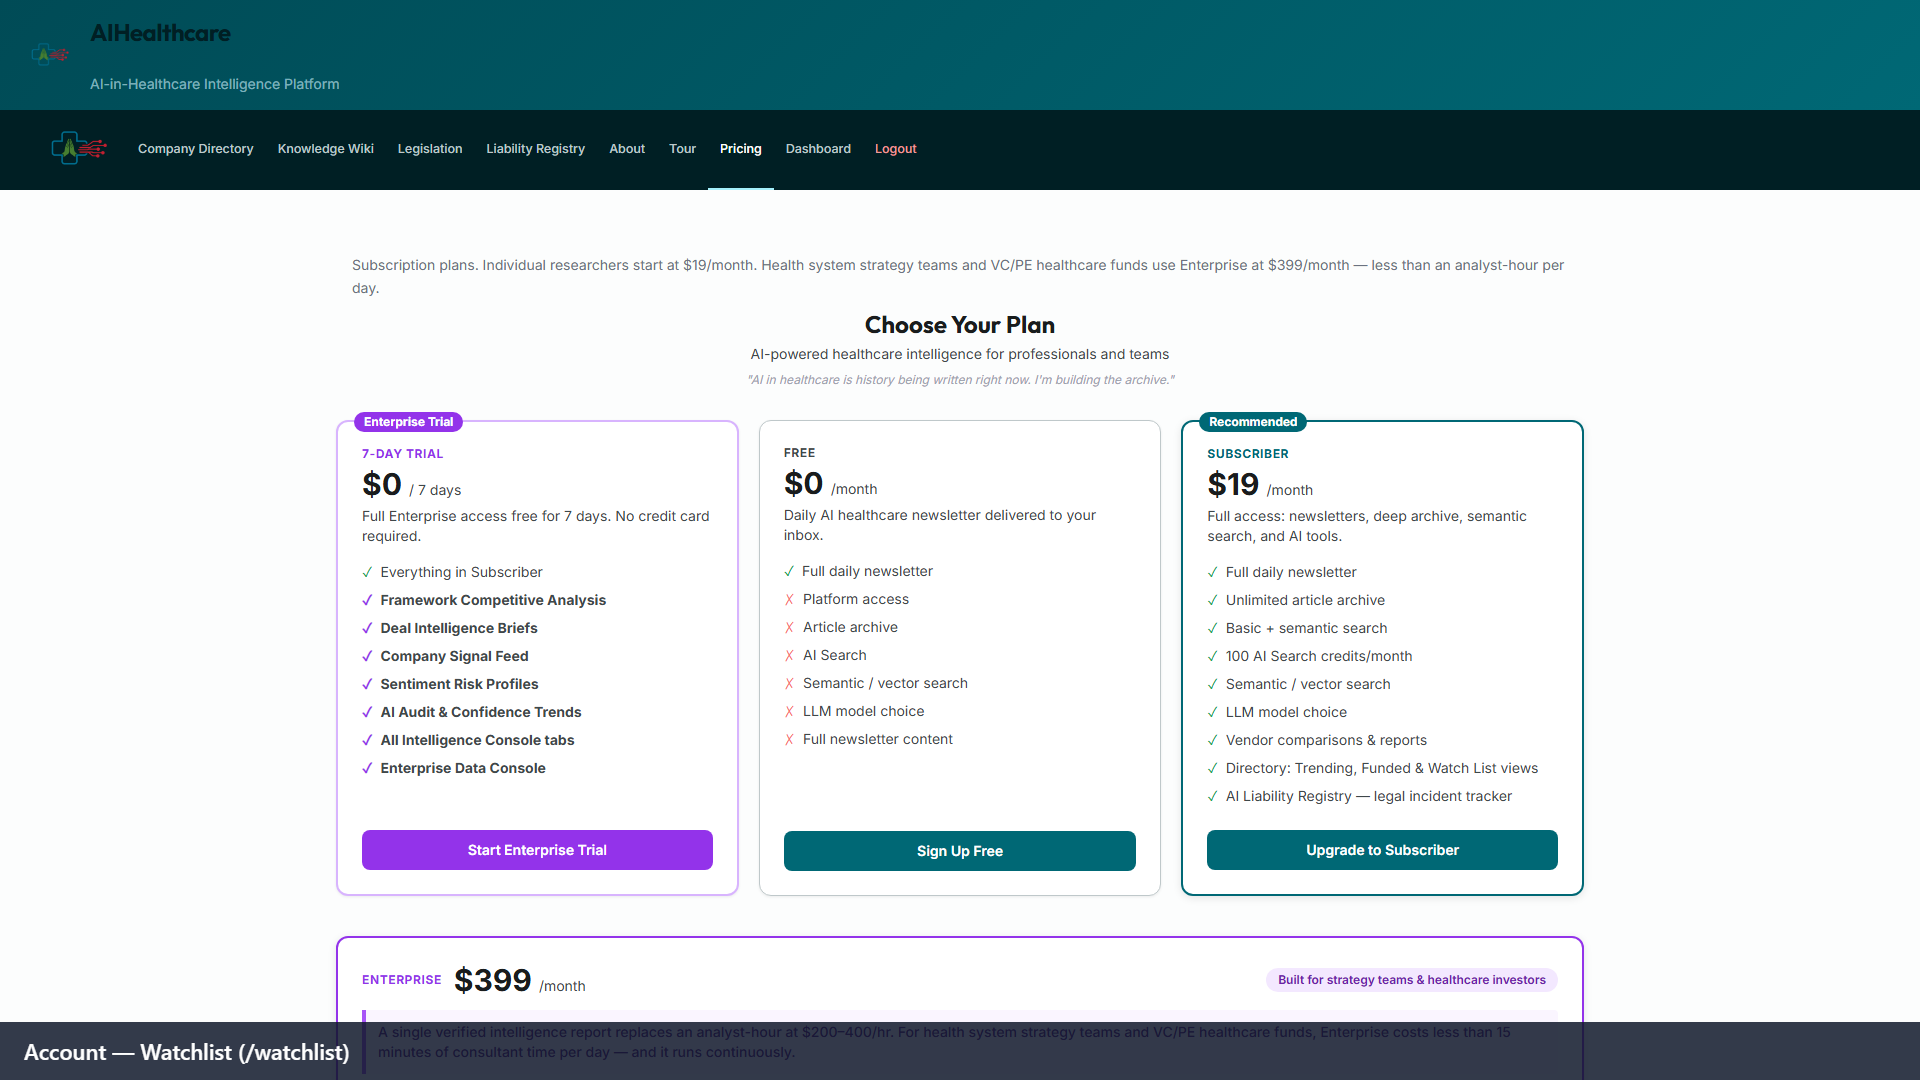 AIHealthcare
AI-in-Healthcare Intelligence Platform
Company Directory
Knowledge Wiki
Legislation
Liability Registry
About
Tour
Pricing
Dashboard
Logout
Subscription plans. Individual researchers start at $19/month. Health system strategy teams and VC/PE healthcare funds use Enterprise at $399/month — less than an analyst-hour per
day.
Choose Your Plan
AI-powered healthcare intelligence for professionals and teams
"AI in healthcare is history being written right now. I'm building the archive."
Enterprise Trial
7-DAY TRIAL
$0 / 7 days
Full Enterprise access free for 7 days. No credit card
required.
✓ Everything in Subscriber
✓ Framework Competitive Analysis
✓ Deal Intelligence Briefs
✓ Company Signal Feed
✓ Sentiment Risk Profiles
✓ AI Audit & Confidence Trends
✓ All Intelligence Console tabs
✓ Enterprise Data Console
Start Enterprise Trial
FREE
$0 /month
Daily AI healthcare newsletter delivered to your
inbox.
✓ Full daily newsletter
✗ Platform access
✗ Article archive
✗ AI Search
✗ Semantic / vector search
✗ LLM model choice
✗ Full newsletter content
Sign Up Free
Recommended
SUBSCRIBER
$19 /month
Full access: newsletters, deep archive, semantic
search, and AI tools.
✓ Full daily newsletter
✓ Unlimited article archive
✓ Basic + semantic search
✓ 100 AI Search credits/month
✓ Semantic / vector search
✓ LLM model choice
✓ Vendor comparisons & reports
✓ Directory: Trending, Funded & Watch List views
✓ AI Liability Registry — legal incident tracker
Upgrade to Subscriber
ENTERPRISE $399 /month
Built for strategy teams & healthcare investors
A single verified intelligence report replaces an analyst-hour at $200–400/hr. For health system strategy teams and VC/PE healthcare funds, Enterprise costs less than 15
minutes of consultant time per day — and it runs continuously.
Account — Watchlist (/watchlist)